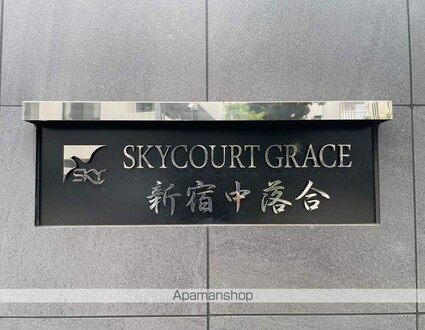 SKY
SKYCOURT GRACE
新宿中落合
Apamanshop